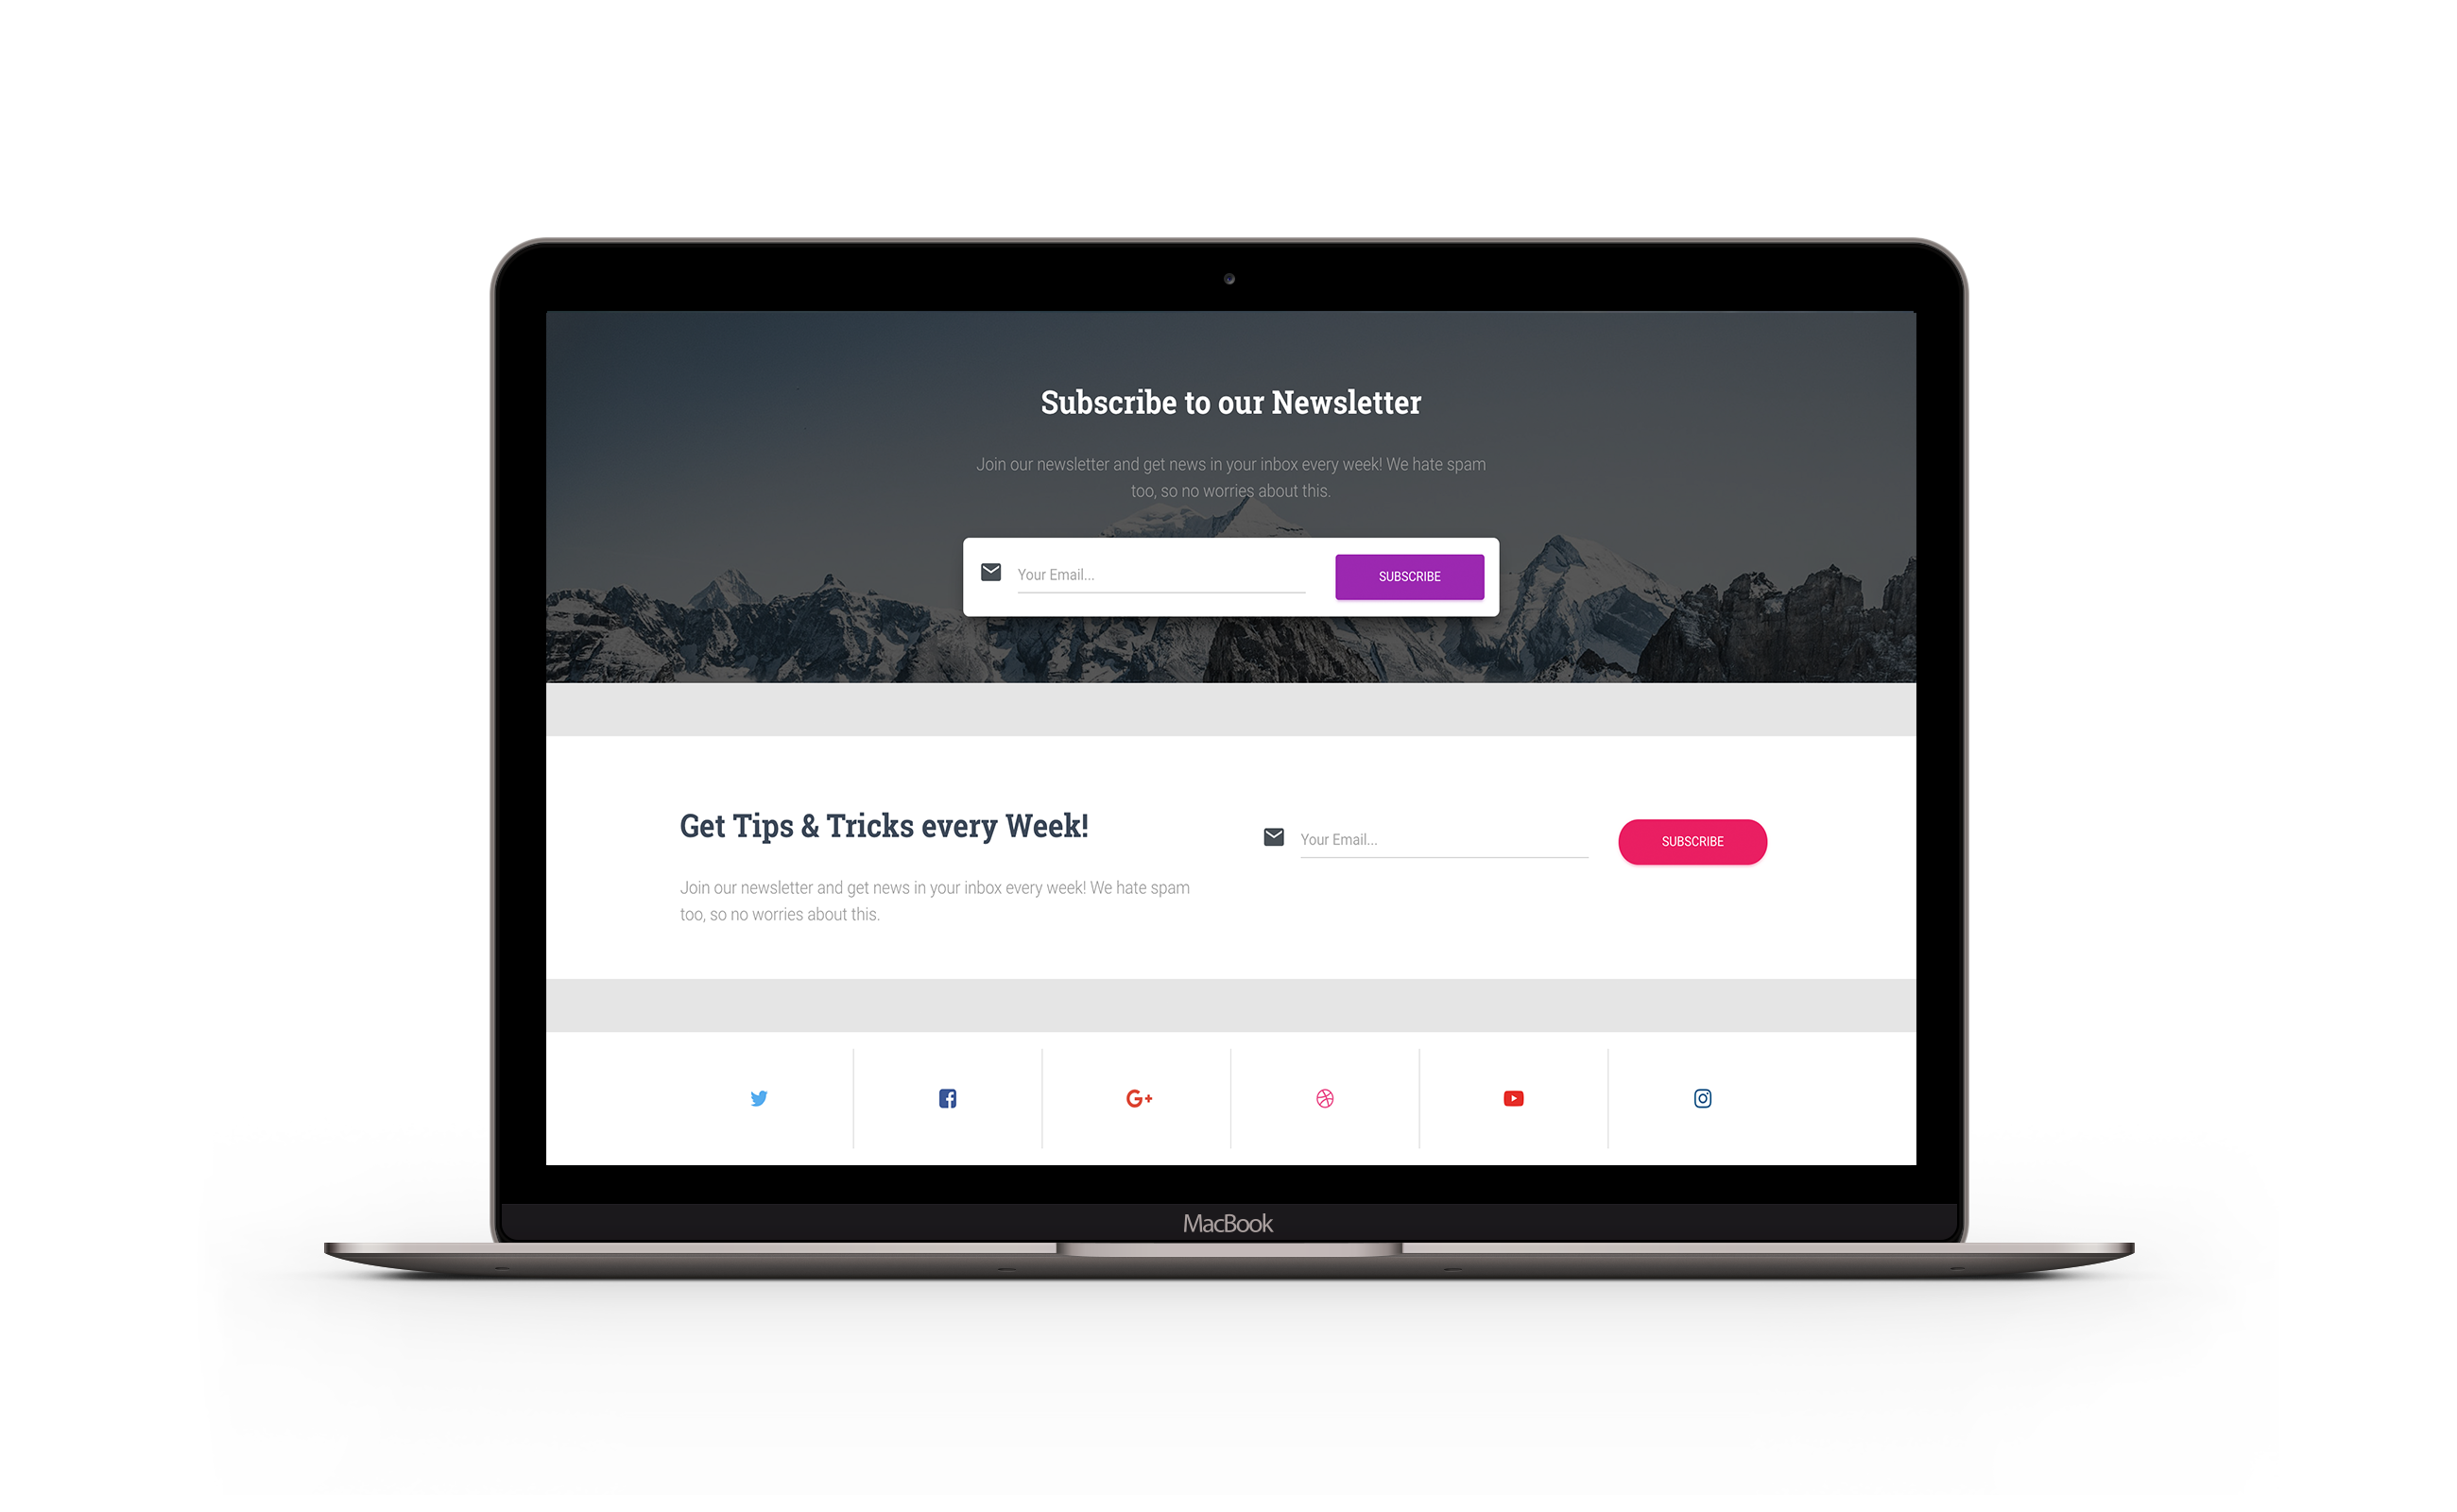 Subscribe to our Newsletter
Join our newsletter and get news in your inbox every week! We hate spam
too, so no worries about this.
Your Email...
SUBSCRIBE
Get Tips & Tricks every Week!
Your Email...
SUBSCRIBE
Join our newsletter and get news in your inbox every week! We hate spam
too, so no worries about this.
G+
MacBook